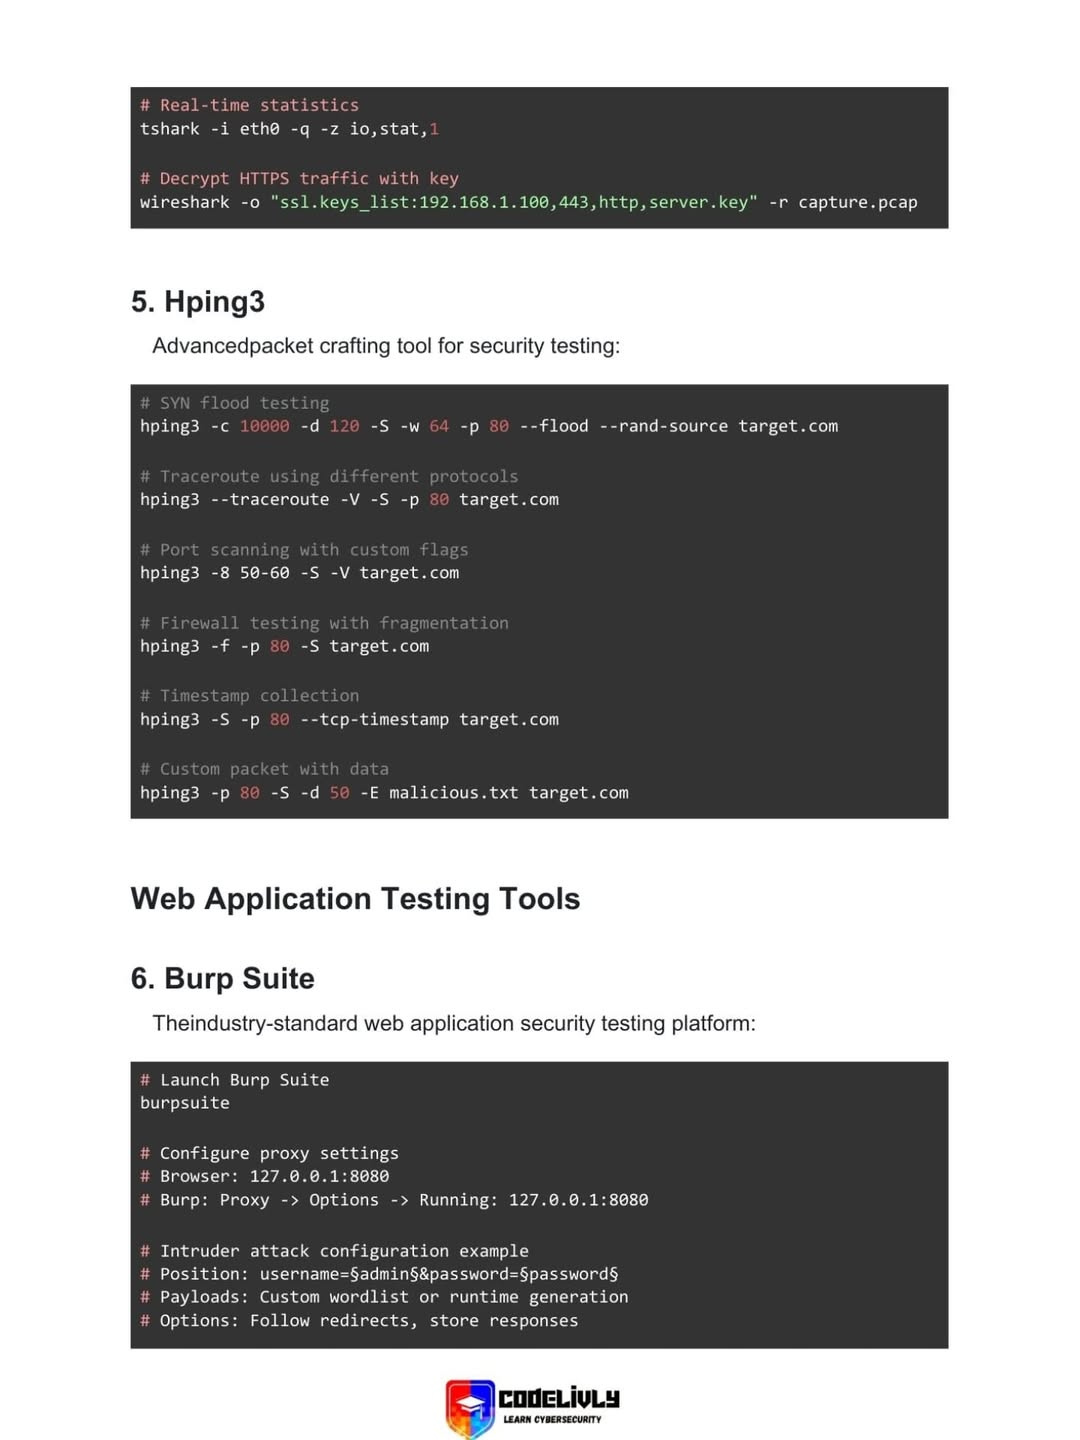 # Real-time statistics
tshark -i eth0 -q -z io,stat,1
# Decrypt HTTPS traffic with key
wireshark -o "ssl.keys_list:192.168.1.100,443,http,server.key" -r capture.pcap
5. Hping3
Advancedpacket crafting tool for security testing:
# SYN flood testing
hping3 -c 10000 -d 120 -S -w 64 -p 80 --flood --rand-source target.com
# Traceroute using different protocols
hping3 --traceroute -V -S -p 80 target.com
# Port scanning with custom flags
hping3 -8 50-60 -S -V target.com
# Firewall testing with fragmentation
hping3 -f -p 80 -S target.com
# Timestamp collection
hping3 -S -p 80 --tcp-timestamp target.com
# Custom packet with data
hping3 -p 80 -S -d 50 -E malicious.txt target.com
Web Application Testing Tools
6. Burp Suite
Theindustry-standard web application security testing platform:
# Launch Burp Suite
burpsuite
# Configure proxy settings
# Browser: 127.0.0.1:8080
# Burp: Proxy -> Options -> Running: 127.0.0.1:8080
# Intruder attack configuration example
# Position: username=§admin§&password=§password§
# Payloads: Custom wordlist or runtime generation
# Options: Follow redirects, store responses
CODELiVLY
LEARN CYBERSECURITY